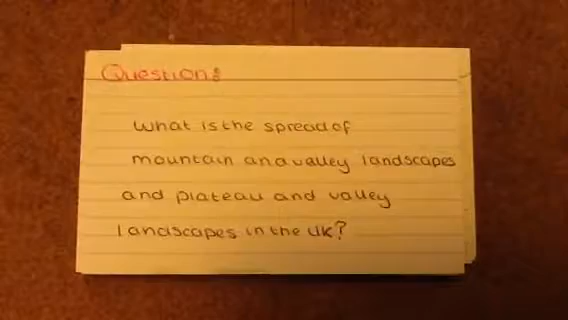 Question:
What is the spread of
mountain and valley landscapes
and plateau and valley
landscapes in the UK?